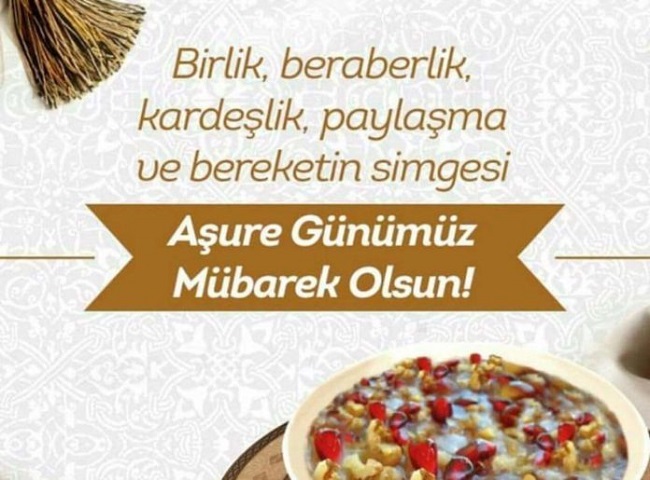 Birlik, beraberlik,
kardeşlik, paylaşma
ve bereketin simgesi
Aşure Günümüz
Mübarek Olsun!